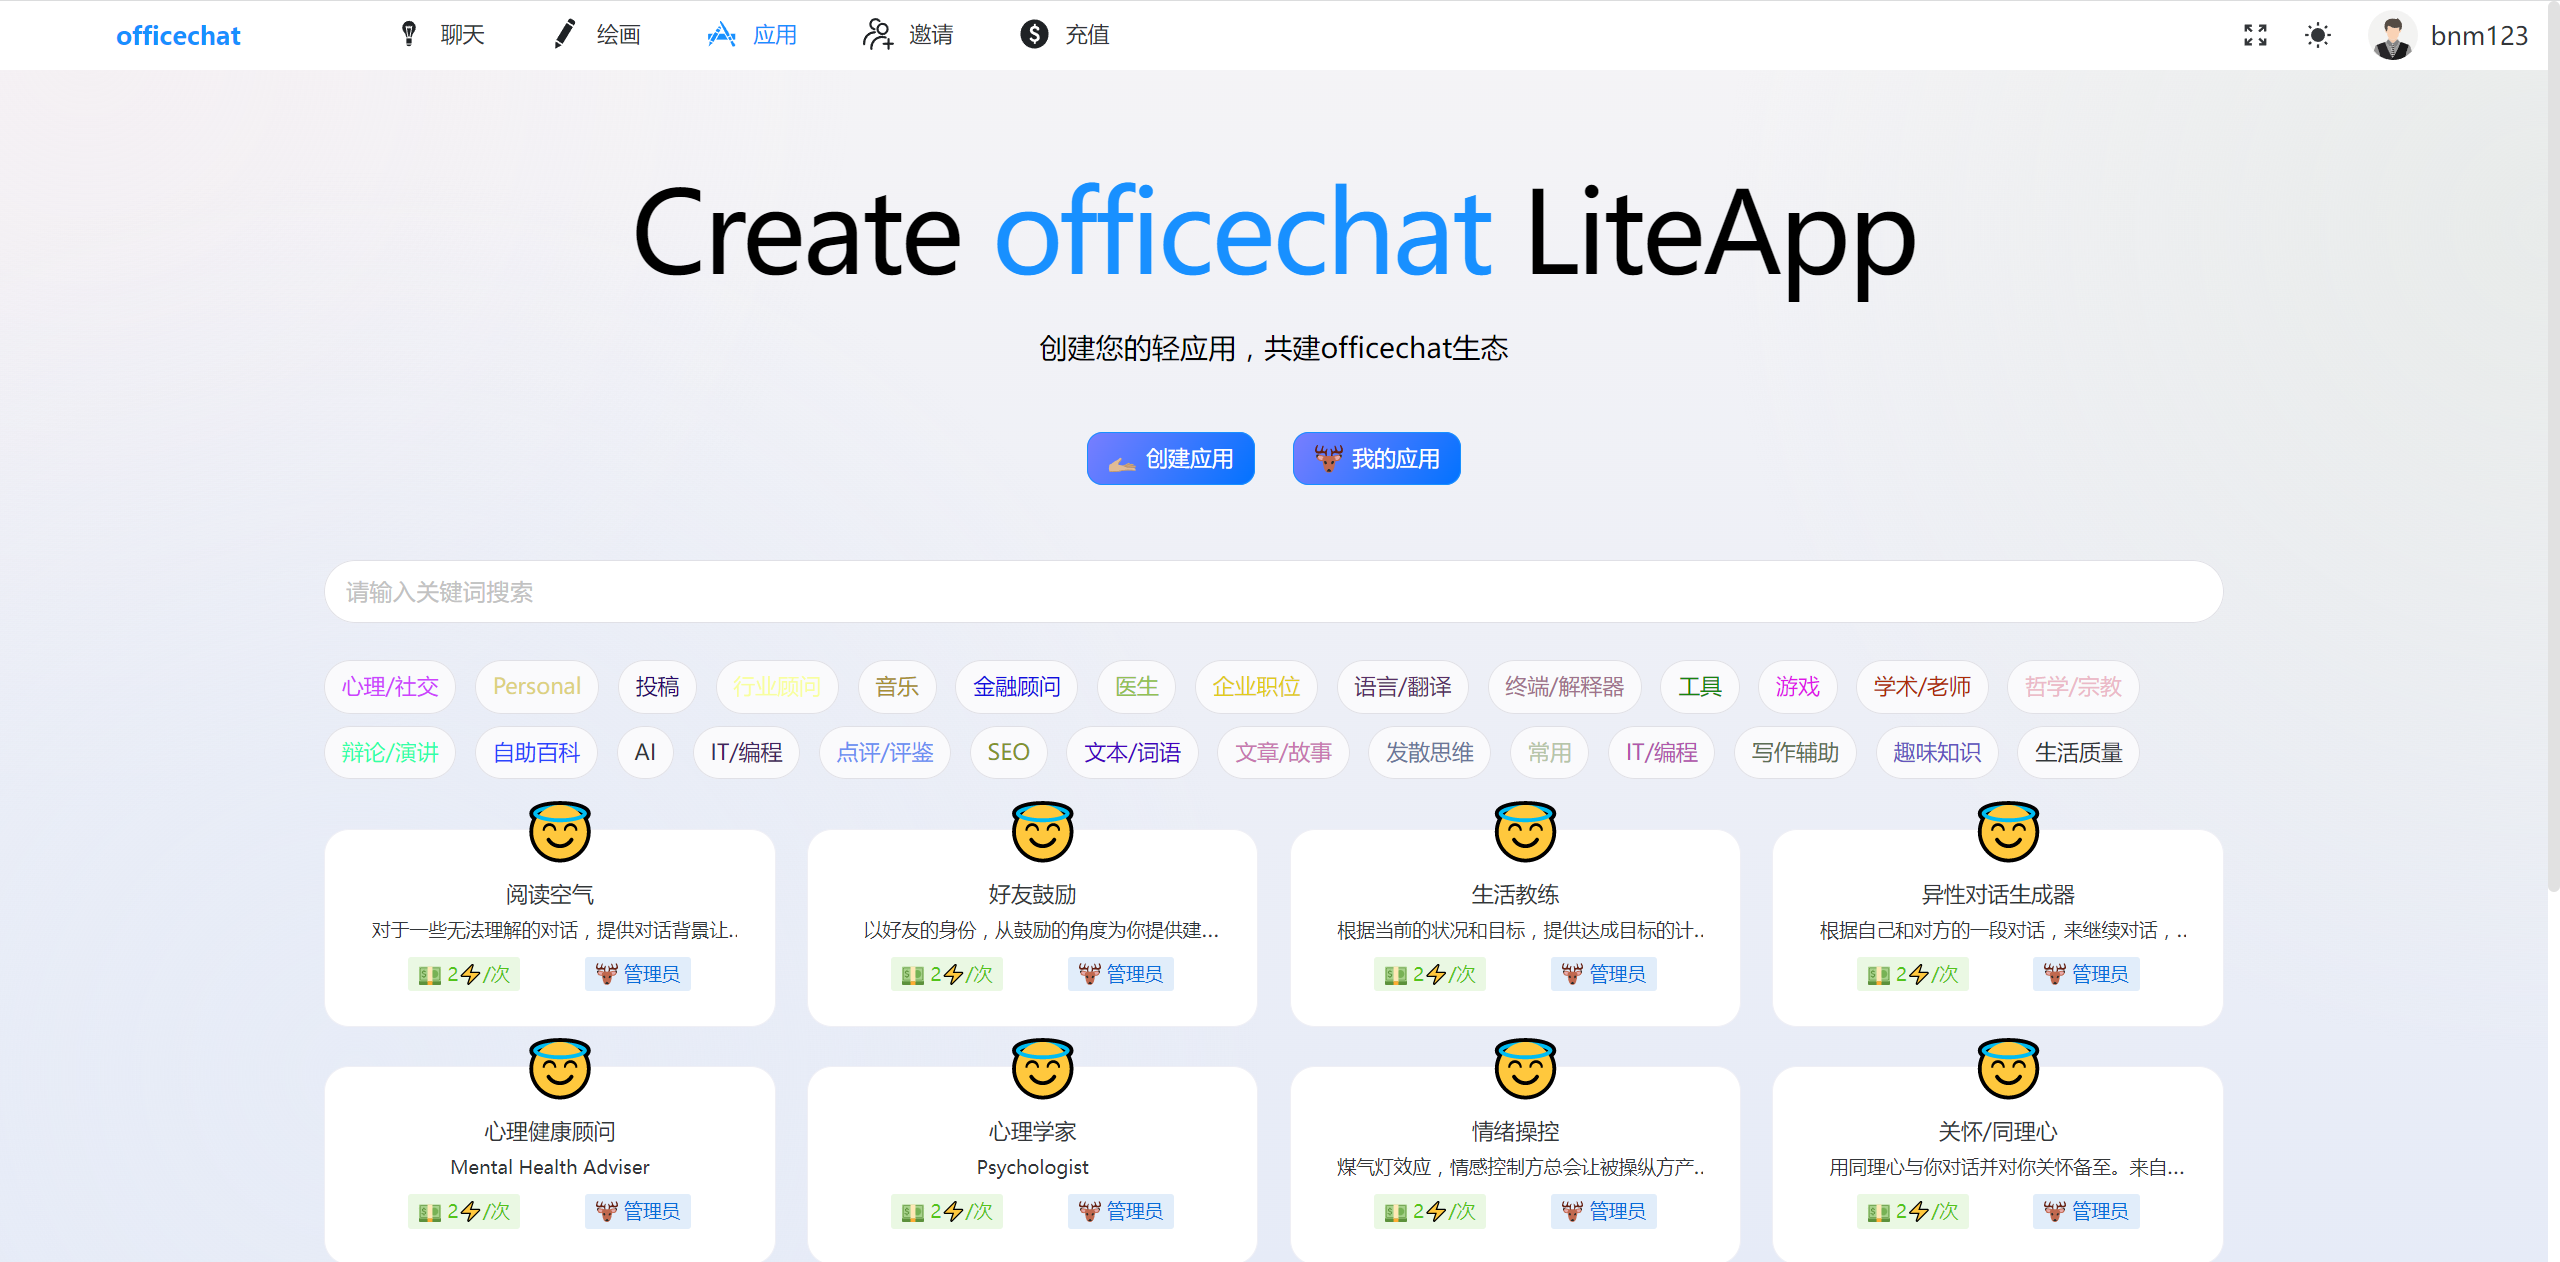 officechat 聊天 绘画 应用 邀请 充值 bnm123
Create officechat LiteApp
创建您的轻应用，共建officechat生态
创建应用 我的应用
请输入关键词搜索
心理/社交 Personal 投稿 行业顾问 音乐 金融顾问 医生 企业职位 语言/翻译 终端/解释器 工具 游戏 学术/老师 哲学/宗教
辩论/演讲 自助百科 AI IT/编程 点评/评鉴 SEO 文本/词语 文章/故事 发散思维 常用 IT/编程 写作辅助 趣味知识 生活质量
阅读空气 好友鼓励 生活教练 异性对话生成器
对于一些无法理解的对话，提供对话背景让.. 以好友的身份，从鼓励的角度为你提供建... 根据当前的状况和目标，提供达成目标的计.. 根据自己和对方的一段对话，来继续对话，..
2⚡/次 管理员 2⚡/次 管理员 2⚡/次 管理员 2⚡/次 管理员
心理健康顾问 心理学家 情绪操控 关怀/同理心
Mental Health Adviser Psychologist 煤气灯效应，情感控制方总会让被操纵方产.. 用同理心与你对话并对你关怀备至。来自...
2⚡/次 管理员 2⚡/次 管理员 2⚡/次 管理员 2⚡/次 管理员